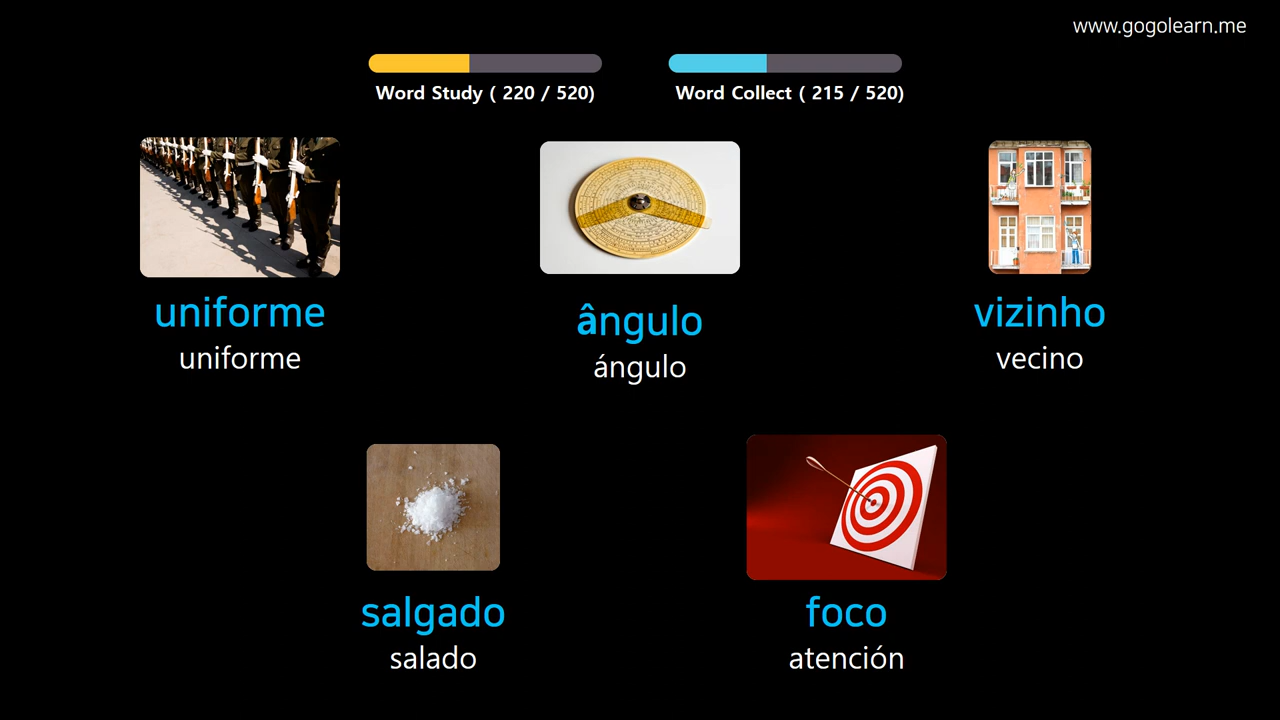 www.gogolearn.me
Word Study ( 220 / 520)
Word Collect ( 215 / 520)
uniforme
uniforme
ângulo
ángulo
vizinho
vecino
salgado
salado
foco
atención